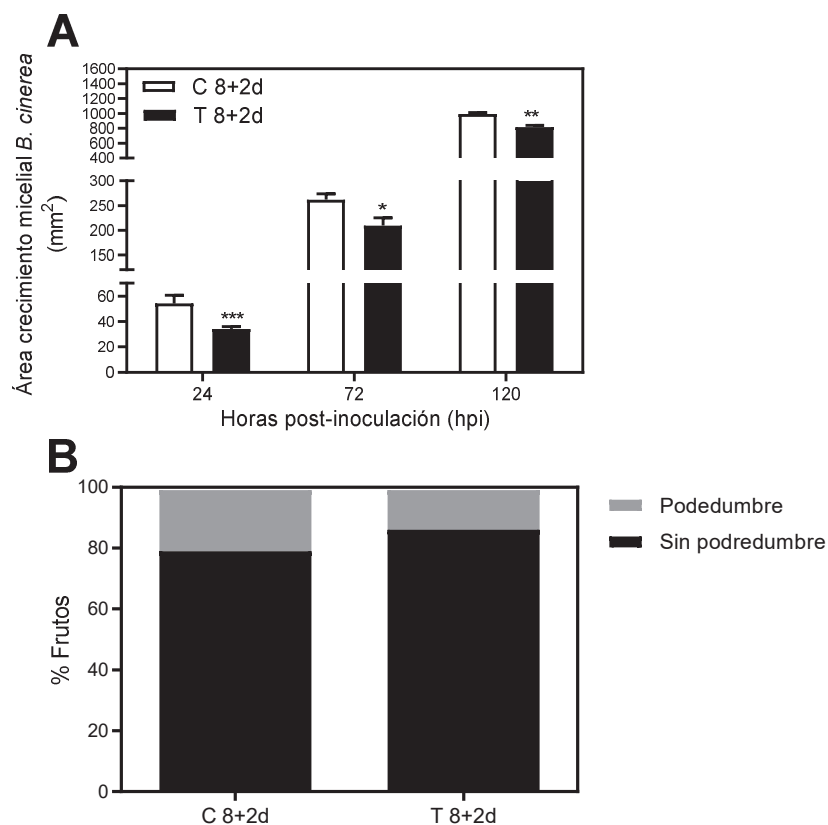 A
Área crecimiento micelial B. cinerea
(mm2)
1600
1400
1200
1000
800
600
400
300
250
200
150
60
40
20
0
C 8+2d
T 8+2d
***
*
**
24 72 120
Horas post-inoculación (hpi)
B
% Frutos
100
80
60
40
20
0
C 8+2d T 8+2d
Podedumbre
Sin podredumbre